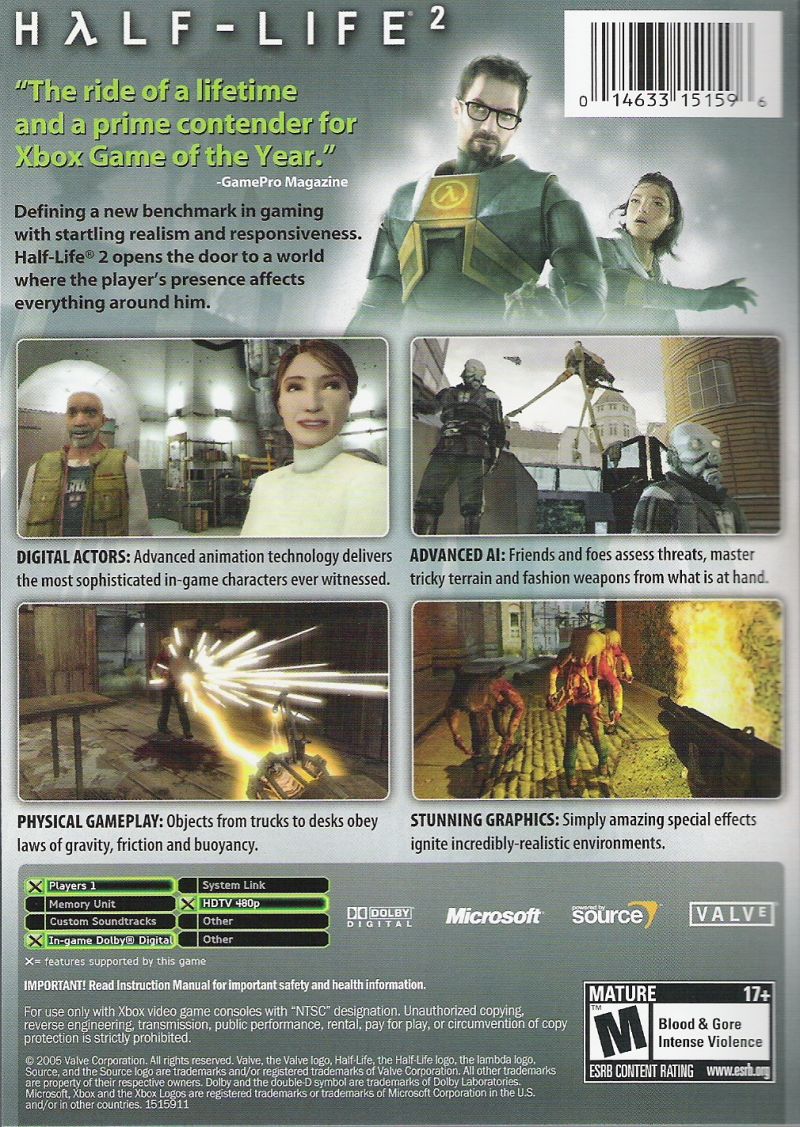 HλLF-LIFE® 2
0 14633 15159 6
“The ride of a lifetime
and a prime contender for
Xbox Game of the Year.”
-GamePro Magazine
Defining a new benchmark in gaming
with startling realism and responsiveness.
Half-Life® 2 opens the door to a world
where the player’s presence affects
everything around him.
DIGITAL ACTORS: Advanced animation technology delivers
the most sophisticated in-game characters ever witnessed.
ADVANCED AI: Friends and foes assess threats, master
tricky terrain and fashion weapons from what is at hand.
PHYSICAL GAMEPLAY: Objects from trucks to desks obey
laws of gravity, friction and buoyancy.
STUNNING GRAPHICS: Simply amazing special effects
ignite incredibly-realistic environments.
X Players 1
Memory Unit
Custom Soundtracks
X In-game Dolby® Digital
System Link
X HDTV 480p
Other
Other
X= features supported by this game
DOLBY
DIGITAL
Microsoft®
powered by
source
VALVE
IMPORTANT! Read Instruction Manual for important safety and health information.
For use only with Xbox video game consoles with “NTSC” designation. Unauthorized copying,
reverse engineering, transmission, public performance, rental, pay for play, or circumvention of copy
protection is strictly prohibited.
© 2005 Valve Corporation. All rights reserved. Valve, the Valve logo, Half-Life, the Half-Life logo, the lambda logo,
Source, and the Source logo are trademarks and/or registered trademarks of Valve Corporation. All other trademarks
are property of their respective owners. Dolby and the double-D symbol are trademarks of Dolby Laboratories.
Microsoft, Xbox and the Xbox Logos are registered trademarks or trademarks of Microsoft Corporation in the U.S.
and/or in other countries. 1515911
MATURE 17+
TM
M
Blood & Gore
Intense Violence
ESRB CONTENT RATING www.esrb.org